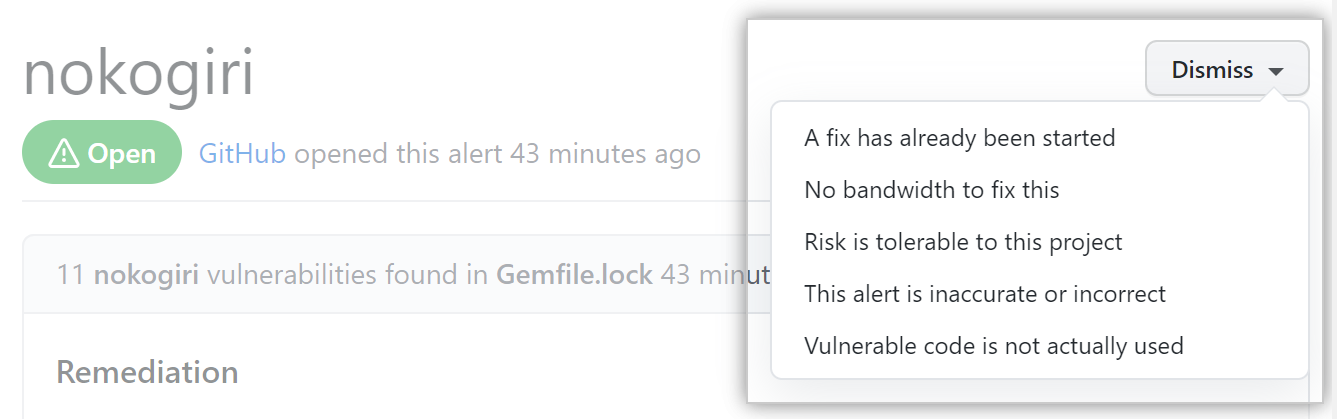 nokogiri
Dismiss
Open
GitHub opened this alert 43 minutes ago
A fix has already been started
No bandwidth to fix this
Risk is tolerable to this project
This alert is inaccurate or incorrect
Vulnerable code is not actually used
11 nokogiri vulnerabilities found in Gemfile.lock 43 minut
Remediation